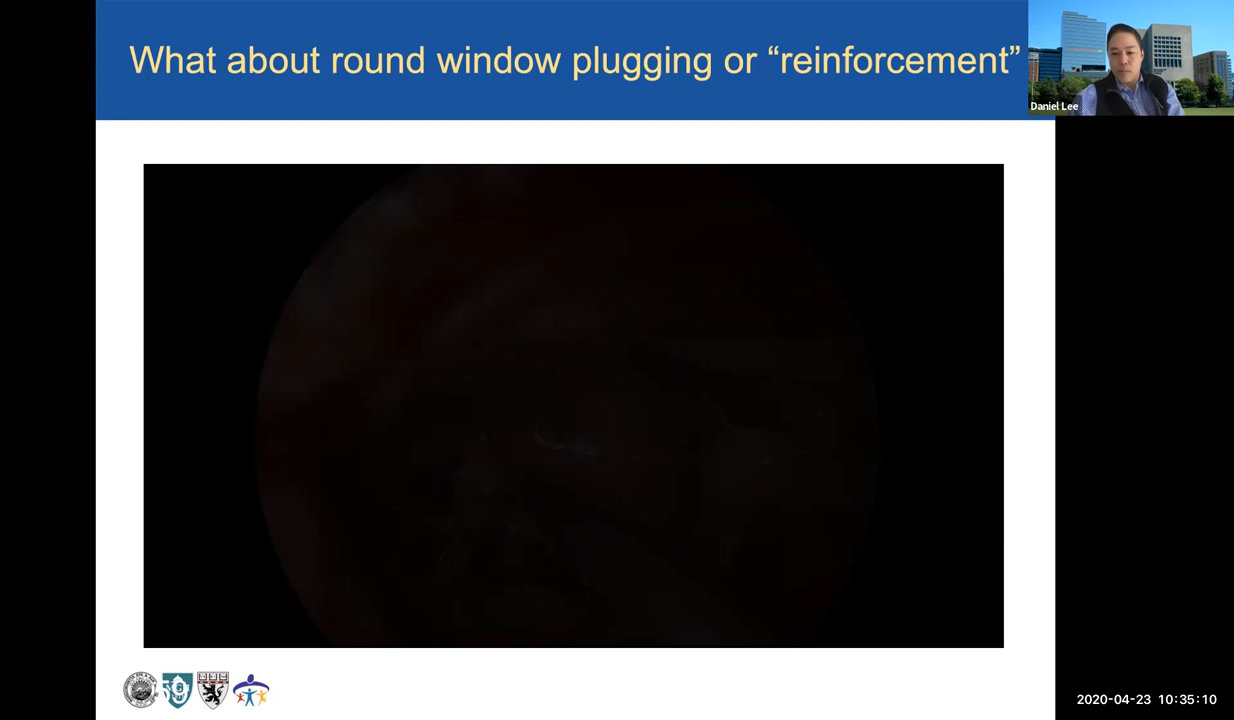 What about round window plugging or “reinforcement”
Daniel Lee
2020-04-23 10:35:10